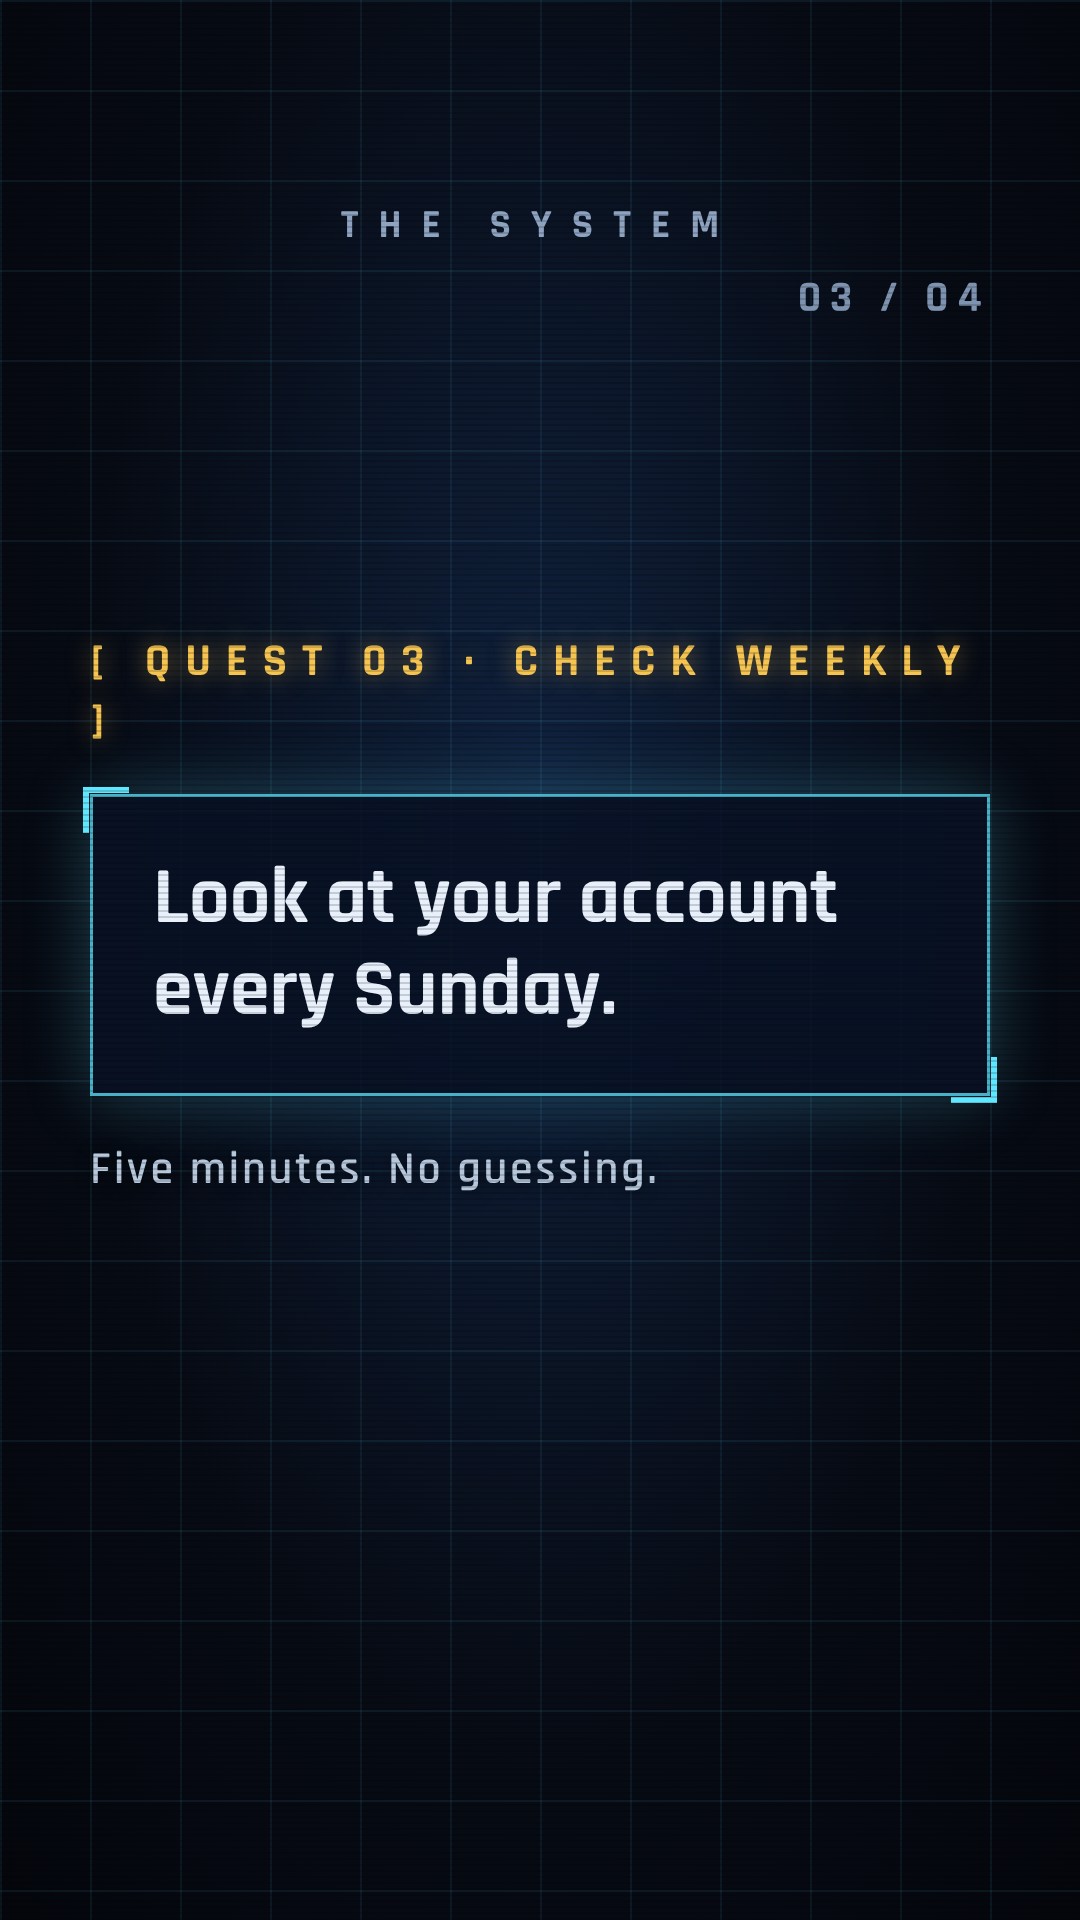 THE SYSTEM
03 / 04
[ QUEST 03 · CHECK WEEKLY
]
Look at your account
every Sunday.
Five minutes. No guessing.